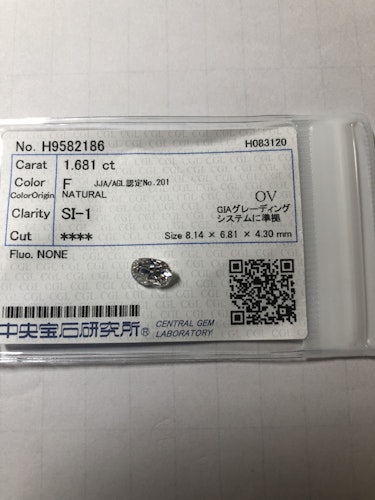 No. H9582186 H083120
Carat 1.681 ct
Color F JJA/AGL認定No.201
ColorOrigin NATURAL OV
Clarity SI-1 GIAグレーディング
システムに準拠
Cut **** Size 8.14 × 6.81 × 4.30 mm
Fluo. NONE
中央宝石研究所® CENTRAL GEM
LABORATORY